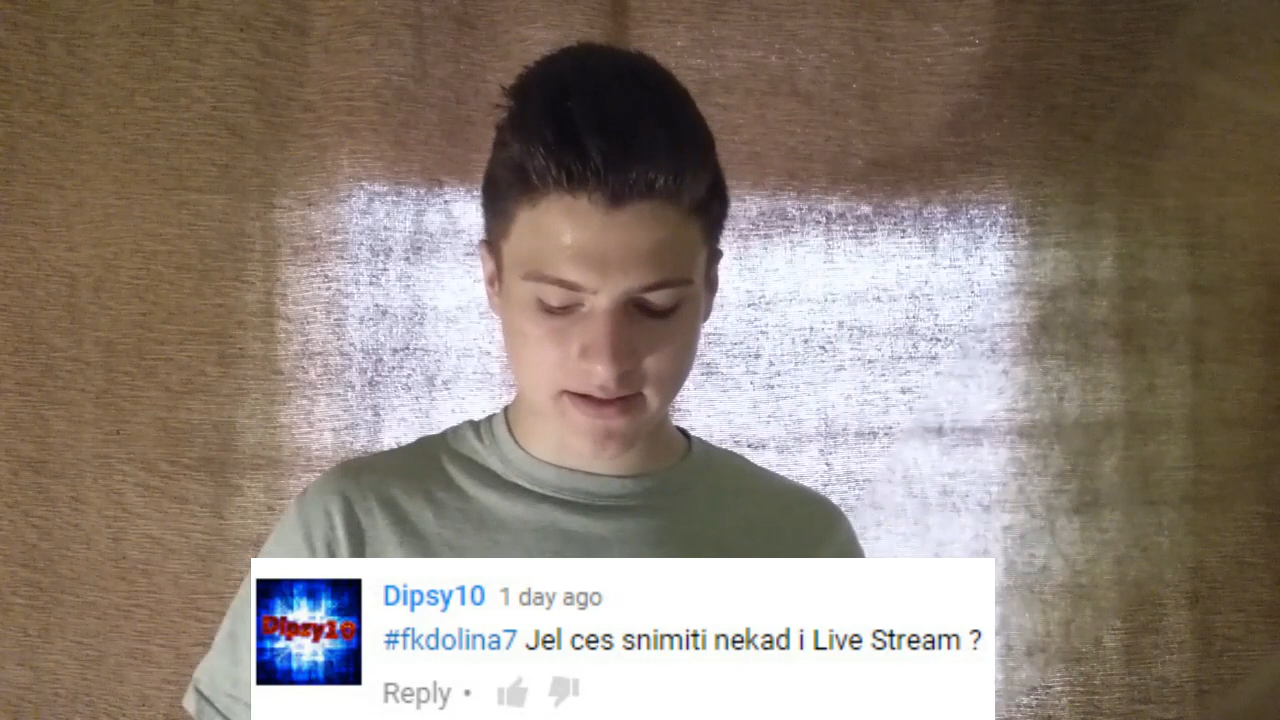 Dipsy10 1 day ago
Dipsy10
#fkdolina7 Jel ces snimiti nekad i Live Stream ?
Reply •